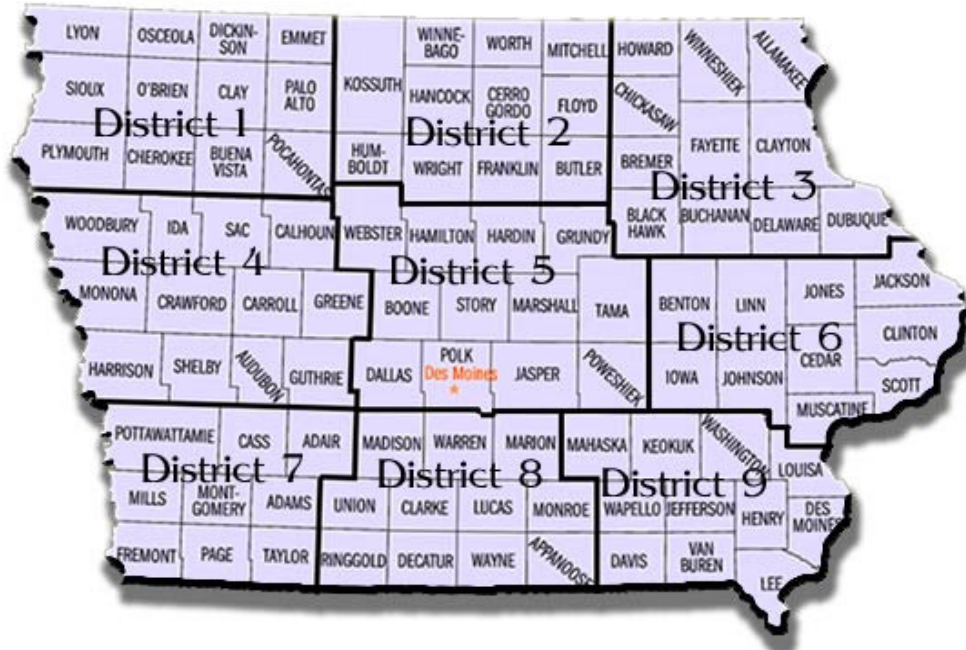 LYON
OSCEOLA
DICKIN-
SON
EMMET
KOSSUTH
WINNE-
BAGO
WORTH
MITCHELL
HOWARD
WINNESHIEK
ALLAMAKEE
SIOUX
O'BRIEN
CLAY
PALO
ALTO
HANCOCK
CERRO
GORDO
FLOYD
CHICKASAW
District 1
District 2
FAYETTE
CLAYTON
PLYMOUTH
CHEROKEE
BUENA
VISTA
POCAHONTAS
HUM-
BOLDT
WRIGHT
FRANKLIN
BUTLER
BREMER
District 3
WOODBURY
IDA
SAC
CALHOUN
WEBSTER
HAMILTON
HARDIN
GRUNDY
BLACK
HAWK
BUCHANAN
DELAWARE
DUBUQUE
District 4
District 5
MONONA
CRAWFORD
CARROLL
GREENE
BOONE
STORY
MARSHALL
TAMA
BENTON
LINN
JONES
JACKSON
District 6
CLINTON
HARRISON
SHELBY
AUDUBON
GUTHRIE
DALLAS
POLK
Des Moines
JASPER
POWESHIEK
IOWA
JOHNSON
CEDAR
SCOTT
MUSCATINE
POTTAWATTAMIE
CASS
ADAIR
MADISON
WARREN
MARION
MAHASKA
KEOKUK
WASHINGTON
LOUISA
District 7
District 8
District 9
MILLS
MONT-
GOMERY
ADAMS
UNION
CLARKE
LUCAS
MONROE
WAPELLO
JEFFERSON
HENRY
DES
MOINES
FREMONT
PAGE
TAYLOR
RINGGOLD
DECATUR
WAYNE
APPANOOSE
DAVIS
VAN
BUREN
LEE